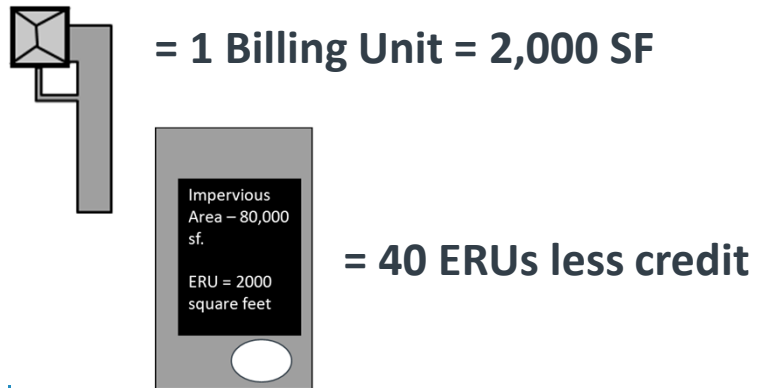 = 1 Billing Unit = 2,000 SF
Impervious
Area – 80,000
sf.
ERU = 2000
square feet
= 40 ERUs less credit